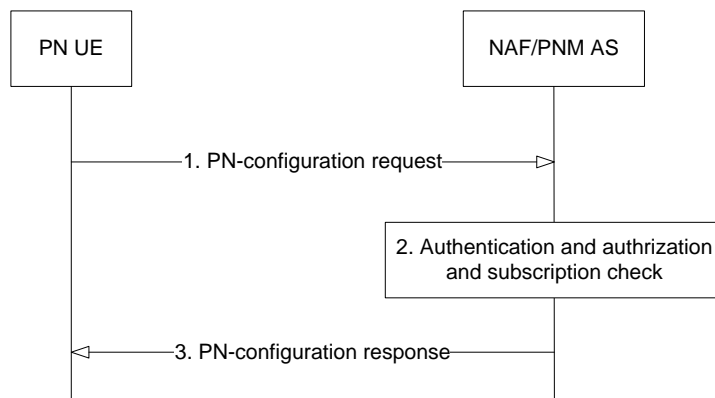 PN UE
NAF/PNM AS
1. PN-configuration request
2. Authentication and authrization
and subscription check
3. PN-configuration response